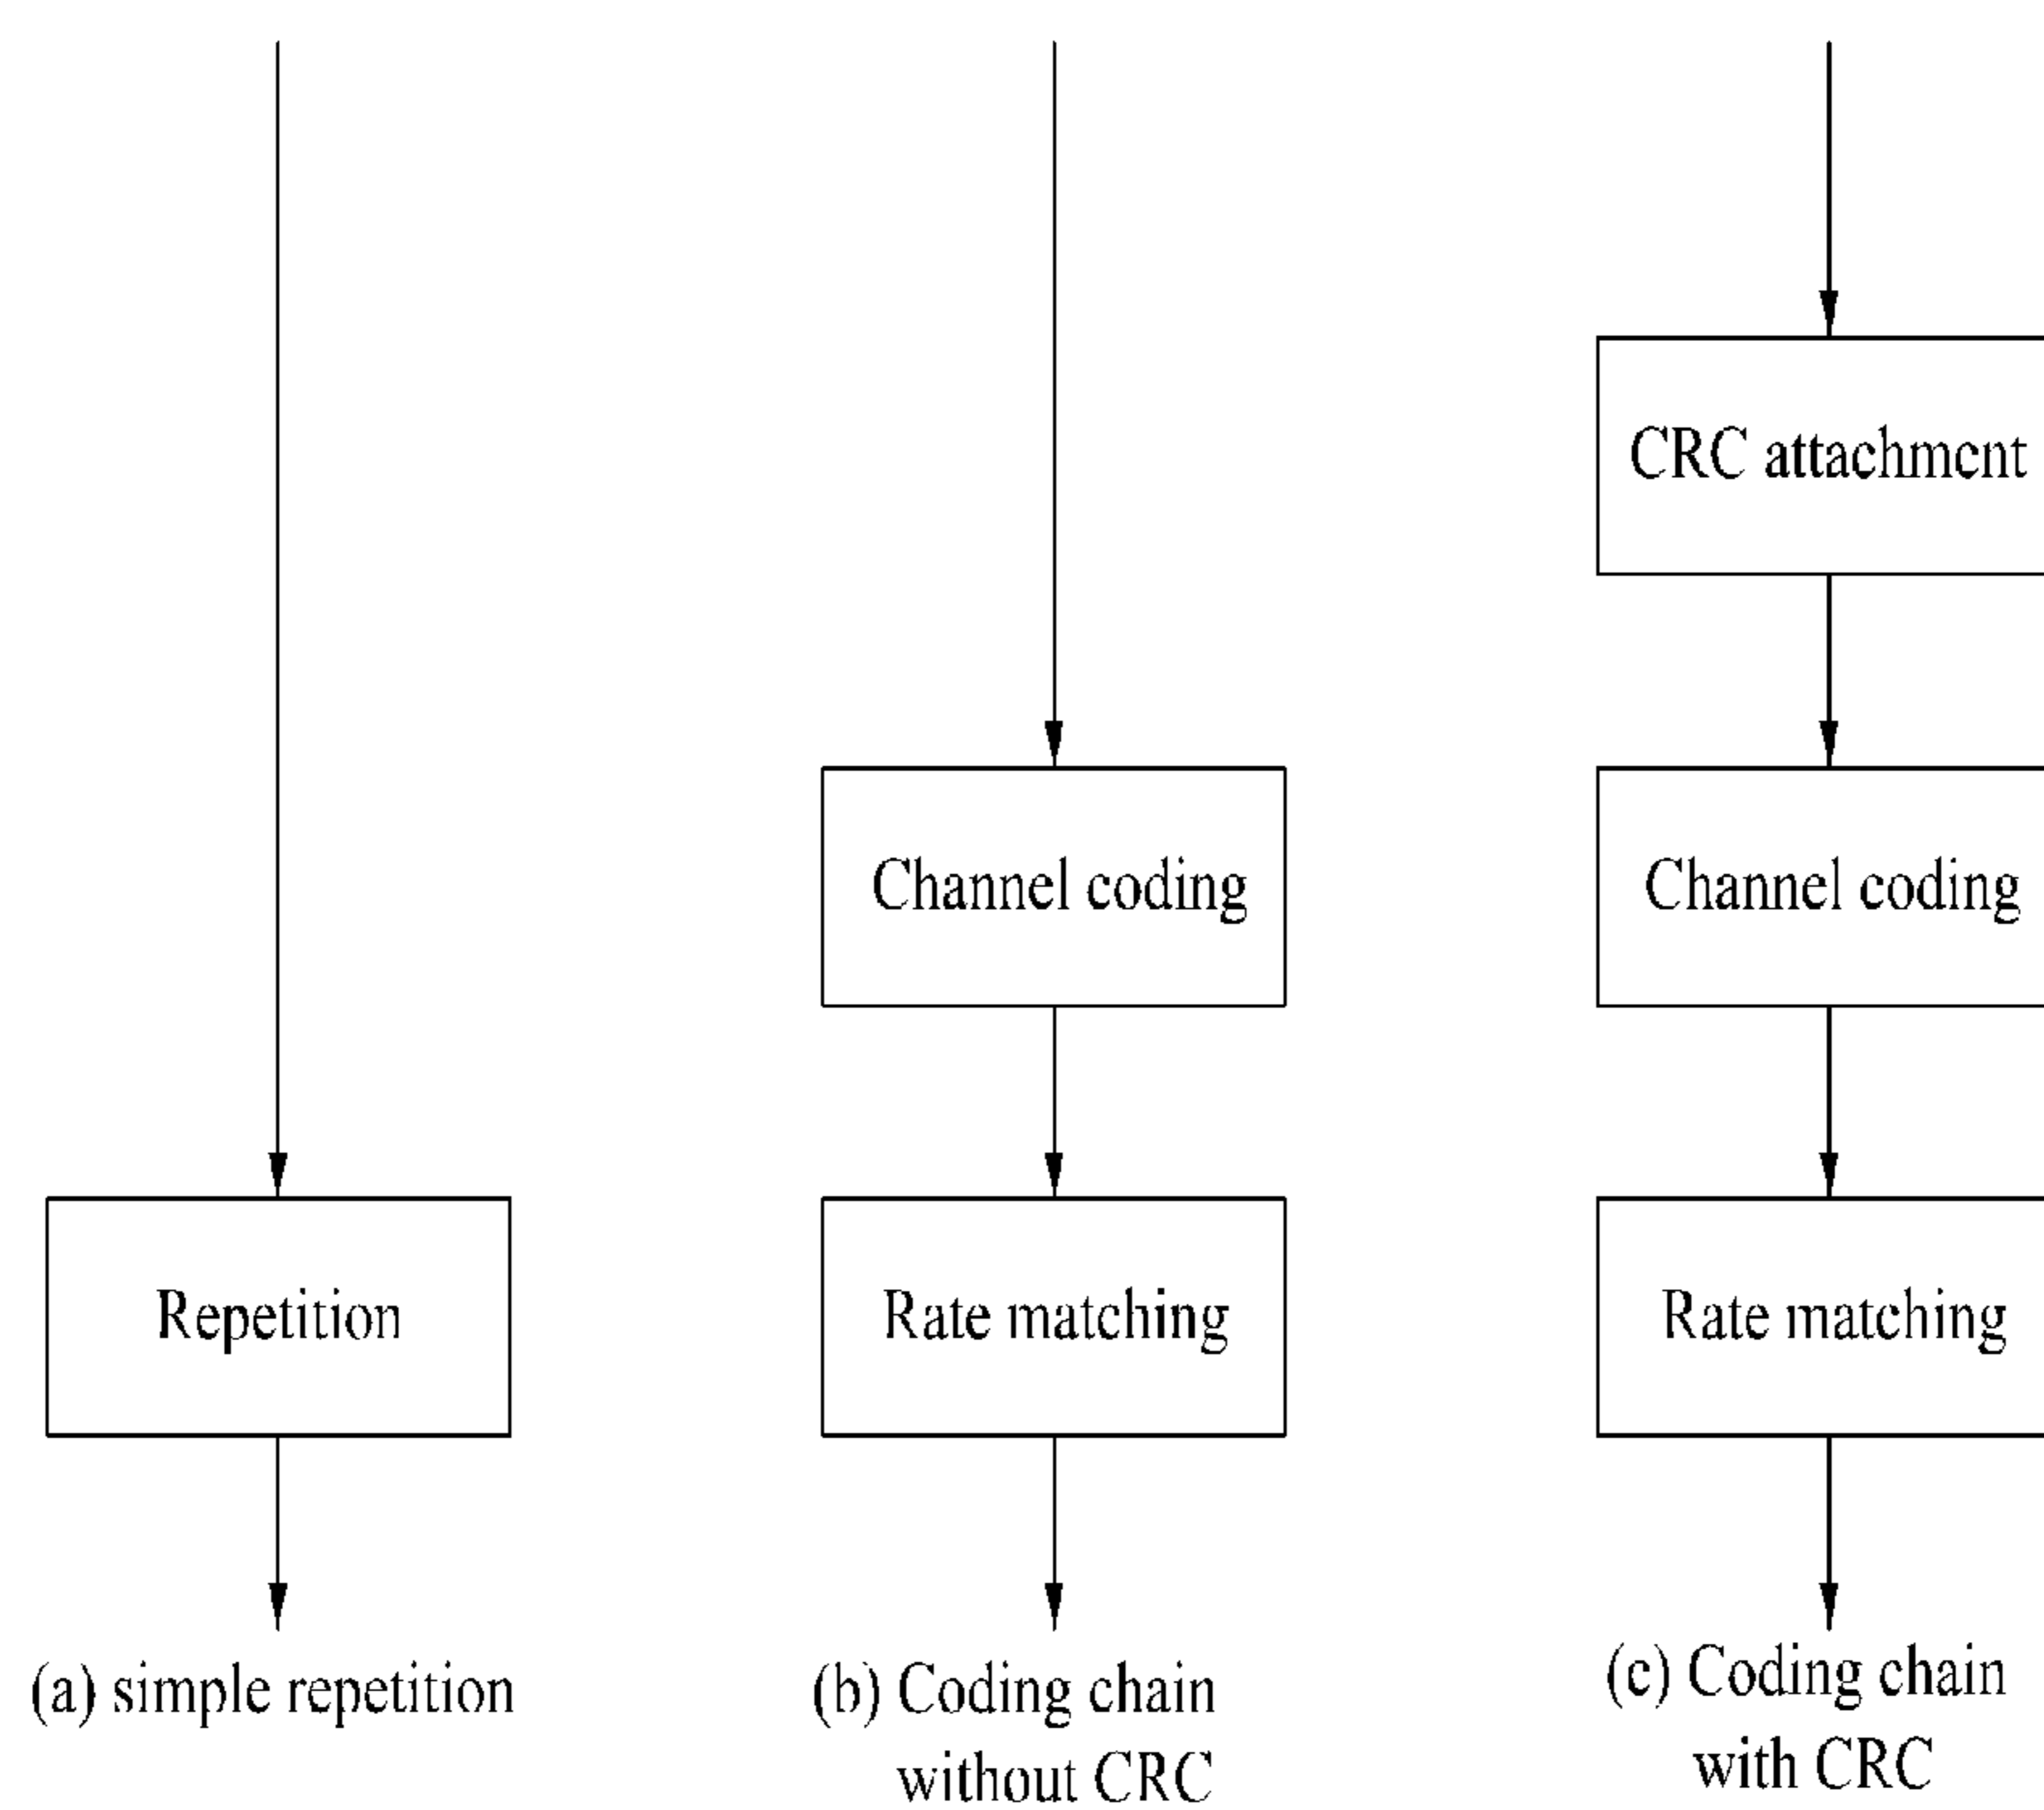 CRC attachment
Channel coding
Channel coding
Repetition
Rate matching
Rate matching
(a) simple repetition
(b) Coding chain
without CRC
(c) Coding chain
with CRC